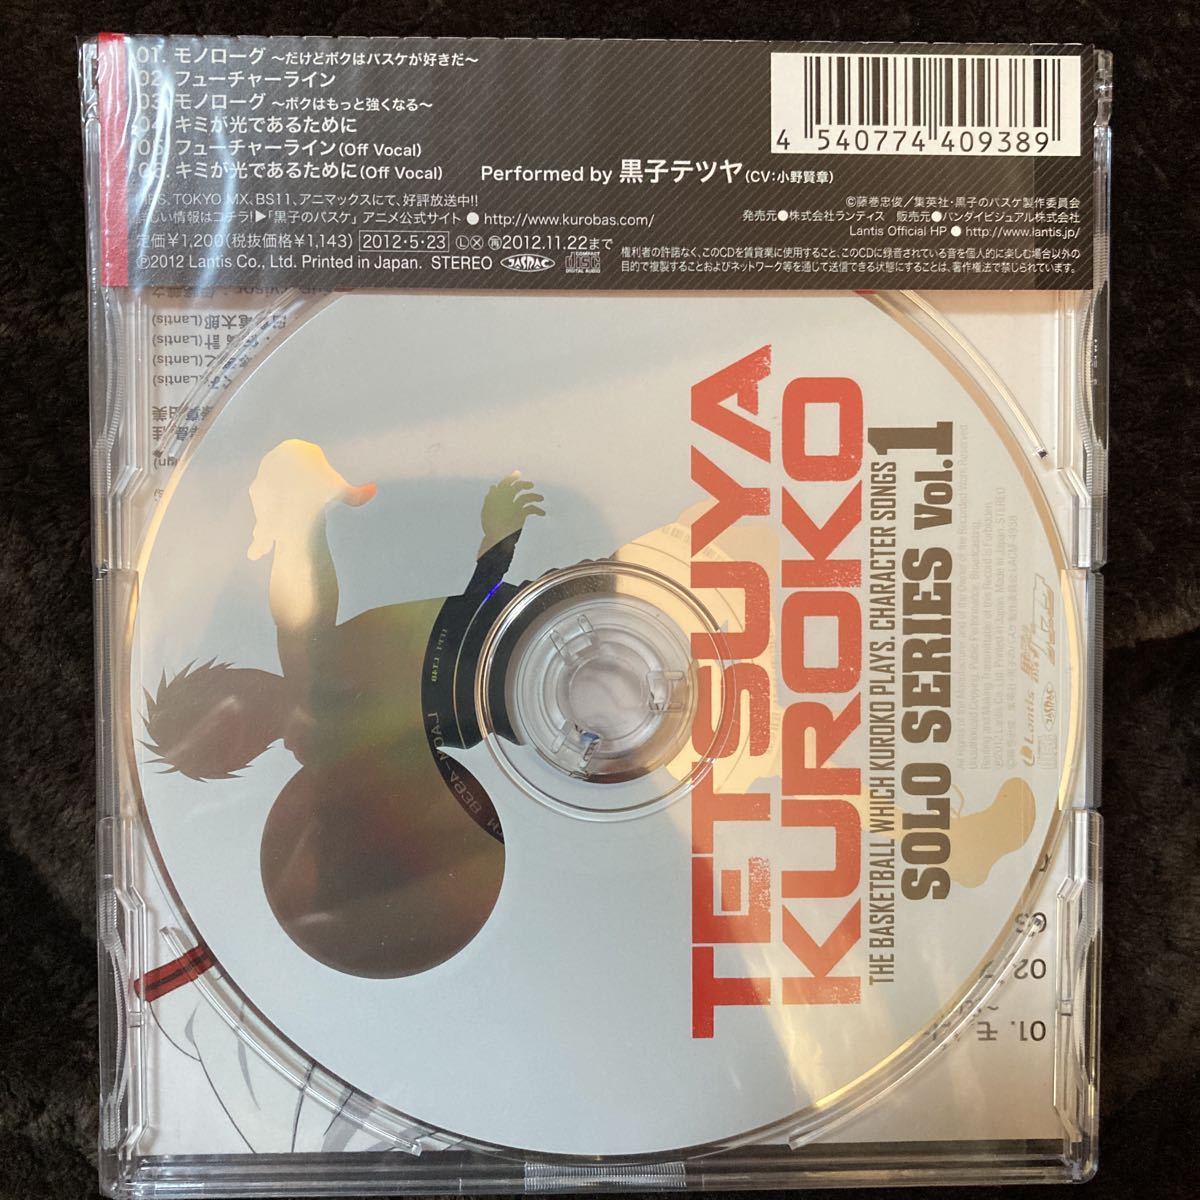 01. モノローグ ～だけどボクはバスケが好きだ～
02. フューチャーライン
03. モノローグ ～ボクはもっと強くなる～
04. キミが光であるために
05. フューチャーライン(Off Vocal)
06. キミが光であるために(Off Vocal)
Performed by 黒子テツヤ(CV:小野賢章)
4 540774 409389
TOKYO MX、BS11、アニマックスにて、好評放送中!!
詳しい情報はコチラ!▶「黒子のバスケ」アニメ公式サイト ● http://www.kurobas.com/
定価¥1,200(税抜価格¥1,143) 2012・5・23 Ⓛ Ⓧ 再 2012.11.22まで
℗2012 Lantis Co., Ltd. Printed in Japan. STEREO JASRAC COMPACT disc DIGITAL AUDIO
©藤巻忠俊／集英社・黒子のバスケ製作委員会
発売元●株式会社ランティス 販売元●バンダイビジュアル株式会社
Lantis Official HP ● http://www.lantis.jp/
権利者の許諾なく、このCDを賃貸業に使用すること、このCDに録音されている音を個人的に楽しむ場合以外の
目的で複製することおよびネットワーク等を通じて送信できる状態にすることは、著作権法で禁じられています。
TETSUYA
KUROKO
THE BASKETBALL WHICH KUROKO PLAYS. CHARACTER SONGS
SOLO SERIES Vol.1
Lantis
JASRAC
(Lantis)
(Lantis)
(Lantis)
(Lantis)
01. モ
02.
03